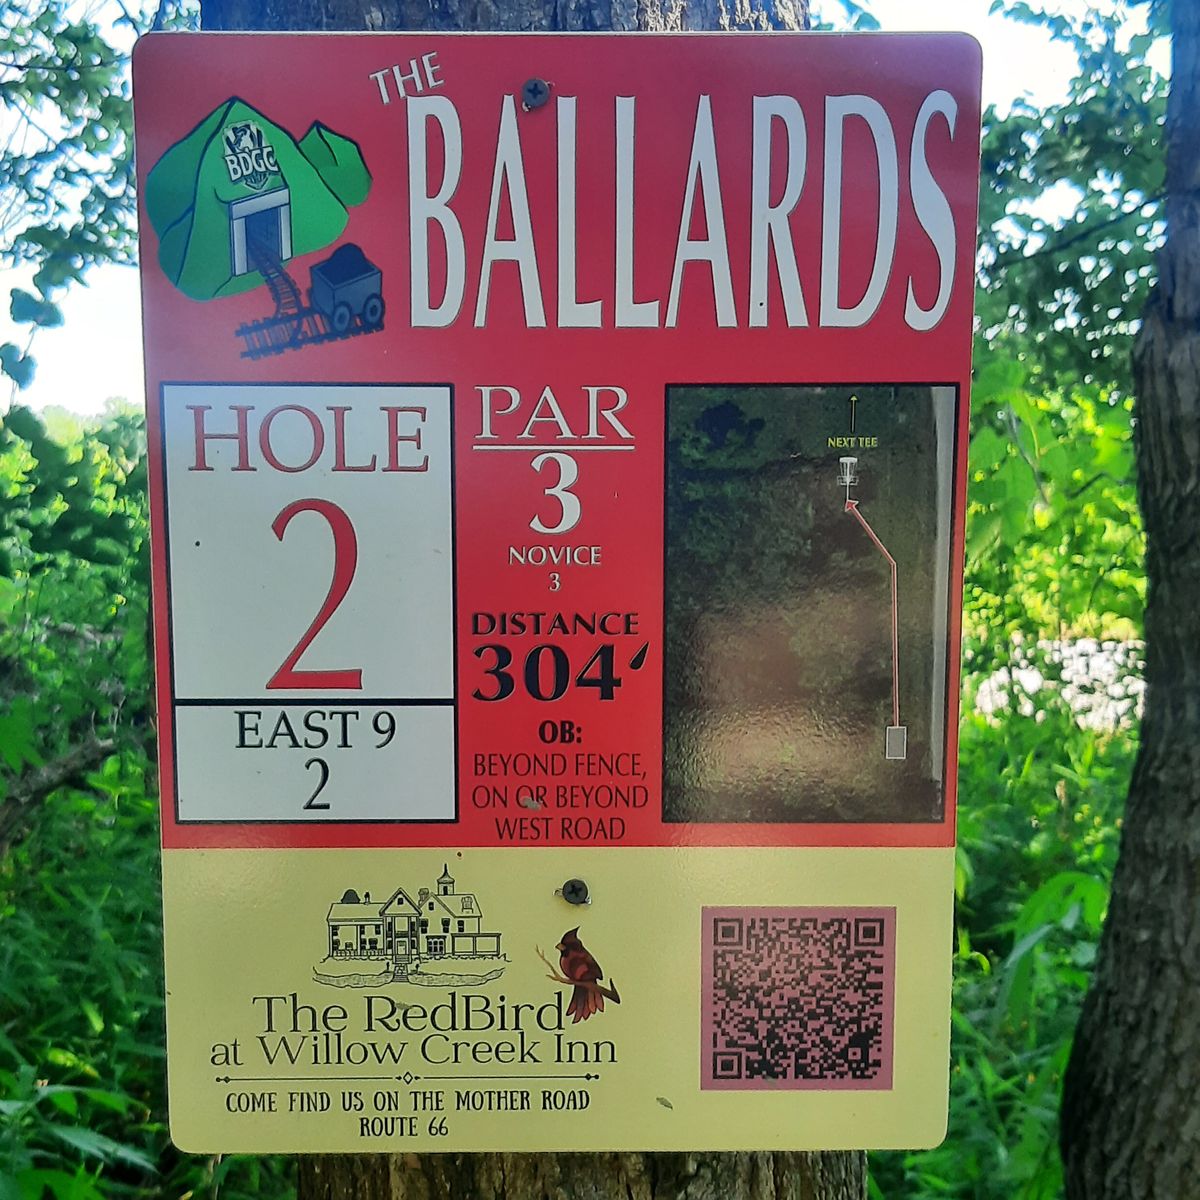 THE
BALLARDS
BDGC
HOLE
2
EAST 9
2
PAR
3
NOVICE
3
DISTANCE
304'
OB:
BEYOND FENCE,
ON OR BEYOND
WEST ROAD
NEXT TEE
The RedBird
at Willow Creek Inn
COME FIND US ON THE MOTHER ROAD
ROUTE 66